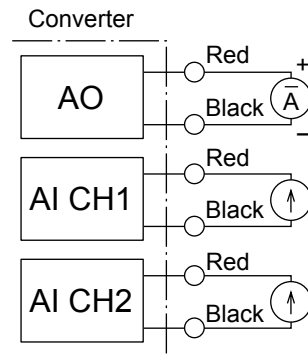 Converter
Red
+
AO
A
Black
−
Red
AI CH1
Black
Red
AI CH2
Black